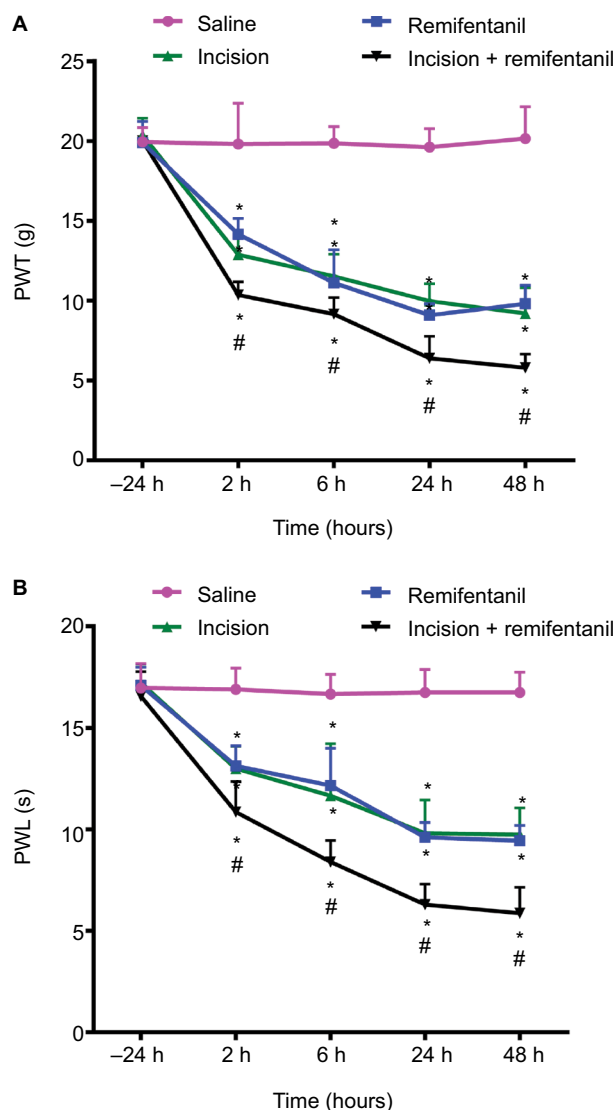 A
Saline
Remifentanil
Incision
Incision + remifentanil
25
20
15
10
5
0
PWT (g)
* * * *
* * * *
* * * *
# # # #
–24 h 2 h 6 h 24 h 48 h
Time (hours)
B
Saline
Remifentanil
Incision
Incision + remifentanil
20
15
10
5
0
PWL (s)
* * * *
* * * *
* * * *
# # # #
–24 h 2 h 6 h 24 h 48 h
Time (hours)